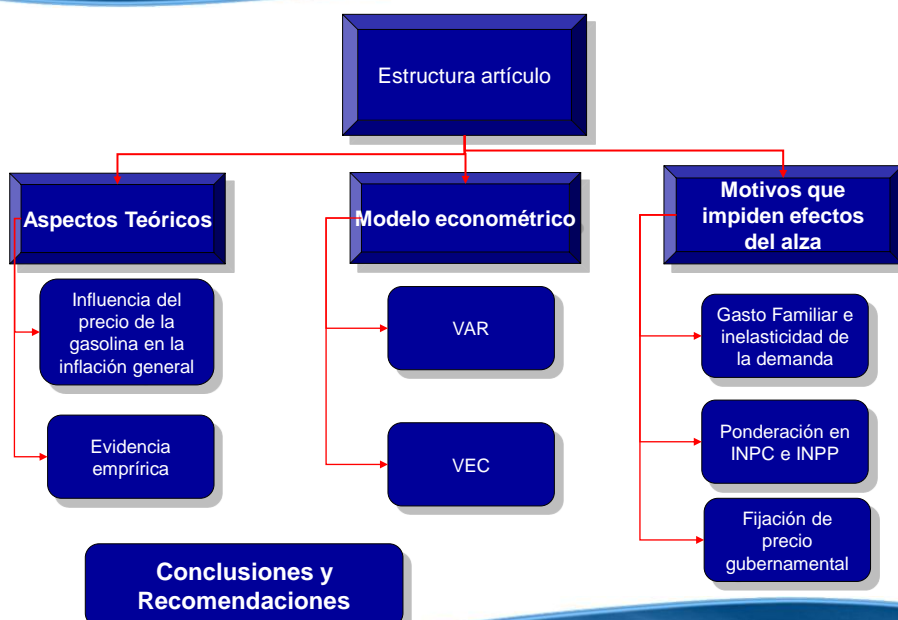 Estructura artículo
Aspectos Teóricos
Influencia del
precio de la
gasolina en la
inflación general
Evidencia
emprírica
Modelo econométrico
VAR
VEC
Motivos que
impiden efectos
del alza
Gasto Familiar e
inelasticidad de
la demanda
Ponderación en
INPC e INPP
Fijación de
precio
gubernamental
Conclusiones y
Recomendaciones